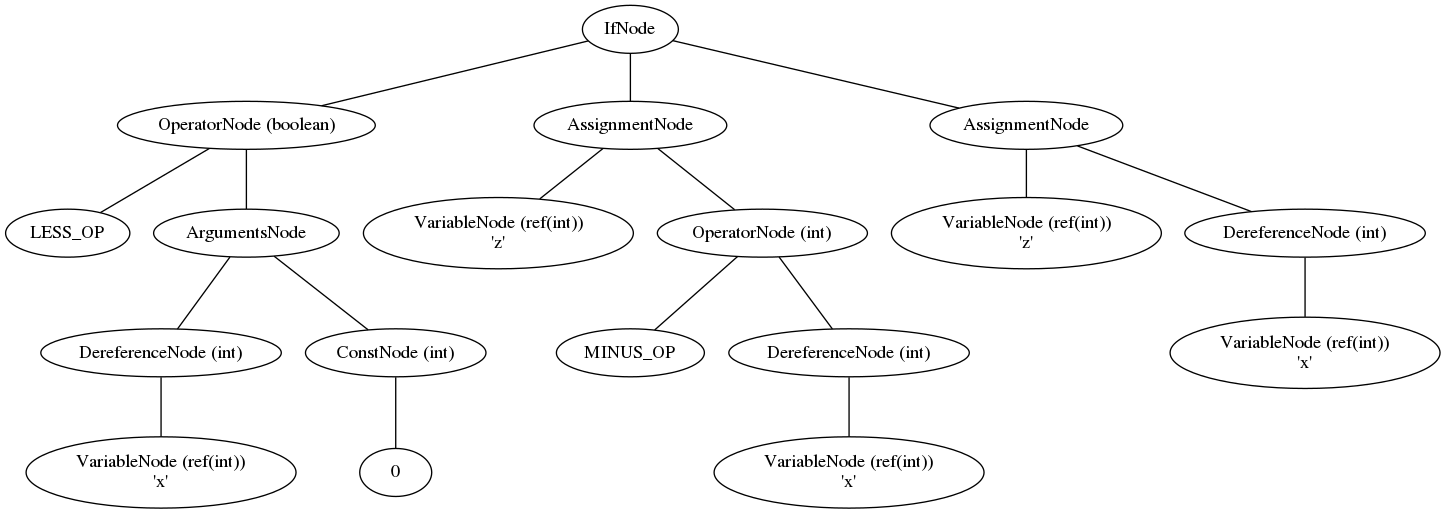 IfNode
OperatorNode (boolean)
AssignmentNode
AssignmentNode
LESS_OP
ArgumentsNode
VariableNode (ref(int))
'z'
OperatorNode (int)
VariableNode (ref(int))
'z'
DereferenceNode (int)
DereferenceNode (int)
ConstNode (int)
MINUS_OP
DereferenceNode (int)
VariableNode (ref(int))
'x'
VariableNode (ref(int))
'x'
0
VariableNode (ref(int))
'x'